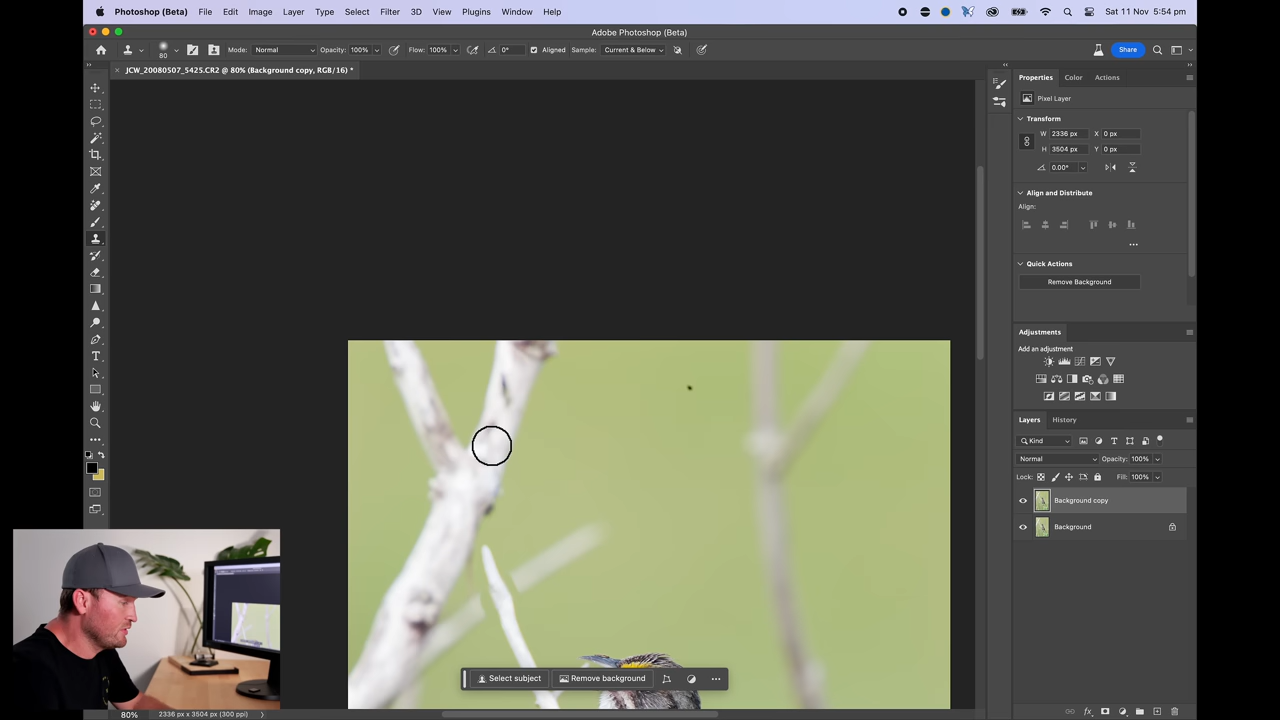 Photoshop (Beta) File Edit Image Layer Type Select Filter 3D View Plugins Window Help Sat 11 Nov 5:54 pm
Adobe Photoshop (Beta)
80 Mode: Normal Opacity: 100% Flow: 100% 0° Aligned Sample: Current & Below Share
JCW_20080507_5425.CR2 @ 80% (Background copy, RGB/16) *
Properties Color Actions
Pixel Layer
Transform
W 2336 px X 0 px
H 3504 px Y 0 px
0.00°
Align and Distribute
Align:
Quick Actions
Remove Background
Adjustments
Add an adjustment
Layers History
Kind
Normal Opacity: 100%
Lock: Fill: 100%
Background copy
Background
Select subject Remove background
80% 2336 px x 3504 px (300 ppi)